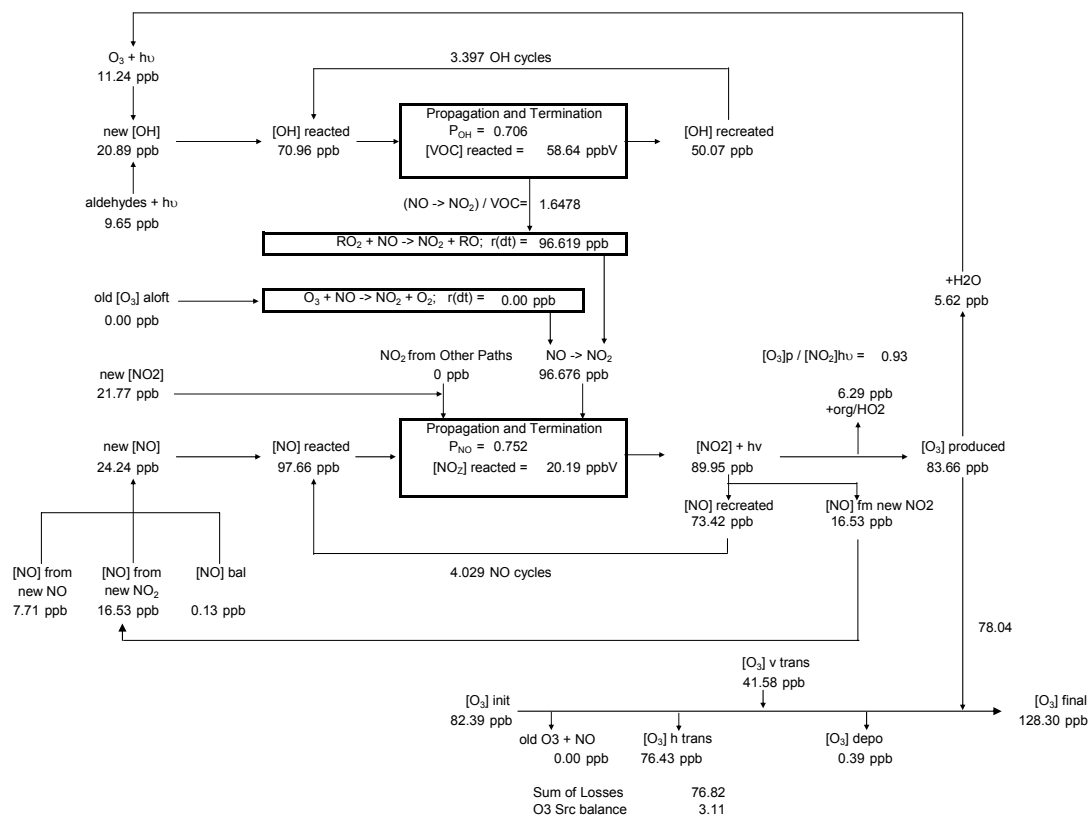 O₃ + hυ
11.24 ppb
3.397 OH cycles
new [OH]
20.89 ppb
[OH] reacted
70.96 ppb
Propagation and Termination
P_OH = 0.706
[VOC] reacted = 58.64 ppbV
[OH] recreated
50.07 ppb
aldehydes + hυ
9.65 ppb
(NO -> NO₂) / VOC= 1.6478
RO₂ + NO -> NO₂ + RO; r(dt) = 96.619 ppb
old [O₃] aloft
0.00 ppb
O₃ + NO -> NO₂ + O₂; r(dt) = 0.00 ppb
+H2O
5.62 ppb
NO₂ from Other Paths
0 ppb
NO -> NO₂
96.676 ppb
[O₃]p / [NO₂]hυ = 0.93
new [NO2]
21.77 ppb
6.29 ppb
+org/HO2
new [NO]
24.24 ppb
[NO] reacted
97.66 ppb
Propagation and Termination
P_NO = 0.752
[NO_Z] reacted = 20.19 ppbV
[NO2] + hv
89.95 ppb
[O₃] produced
83.66 ppb
[NO] recreated
73.42 ppb
[NO] fm new NO2
16.53 ppb
4.029 NO cycles
[NO] from
new NO
7.71 ppb
[NO] from
new NO₂
16.53 ppb
[NO] bal
0.13 ppb
78.04
[O₃] v trans
41.58 ppb
[O₃] init
82.39 ppb
[O₃] final
128.30 ppb
old O3 + NO
0.00 ppb
[O₃] h trans
76.43 ppb
[O₃] depo
0.39 ppb
Sum of Losses 76.82
O3 Src balance 3.11